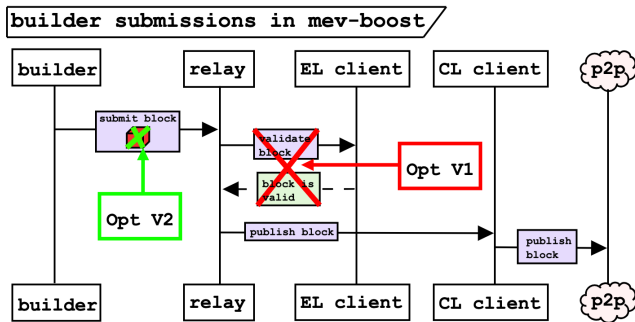 builder submissions in mev-boost
builder
relay
EL client
CL client
p2p
submit block
validate
block
block is
valid
Opt V1
Opt V2
publish block
publish
block
builder
relay
EL client
CL client
p2p